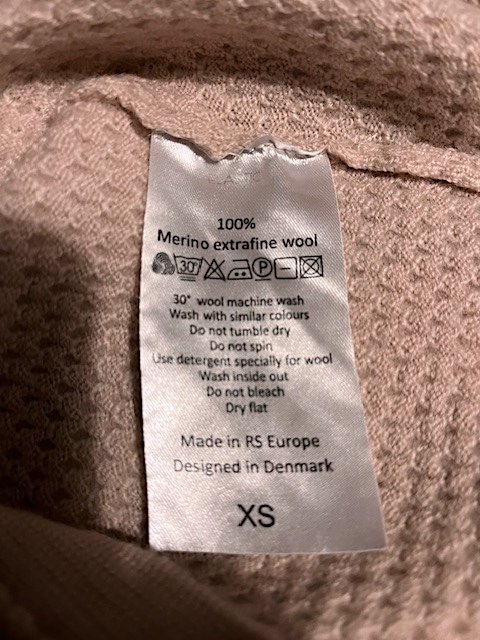 100%
Merino extrafine wool
30°
P
30° wool machine wash
Wash with similar colours
Do not tumble dry
Do not spin
Use detergent specially for wool
Wash inside out
Do not bleach
Dry flat
Made in RS Europe
Designed in Denmark
XS